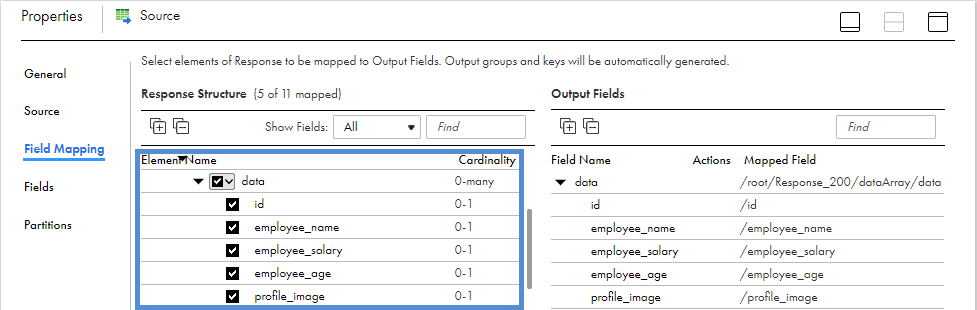 Properties Source
General
Source
Field Mapping
Fields
Partitions
Select elements of Response to be mapped to Output Fields. Output groups and keys will be automatically generated.
Response Structure (5 of 11 mapped)
Show Fields: All Find
Element Name Cardinality
data 0-many
id 0-1
employee_name 0-1
employee_salary 0-1
employee_age 0-1
profile_image 0-1
Output Fields
Find
Field Name Actions Mapped Field
data /root/Response_200/dataArray/data
id /id
employee_name /employee_name
employee_salary /employee_salary
employee_age /employee_age
profile_image /profile_image